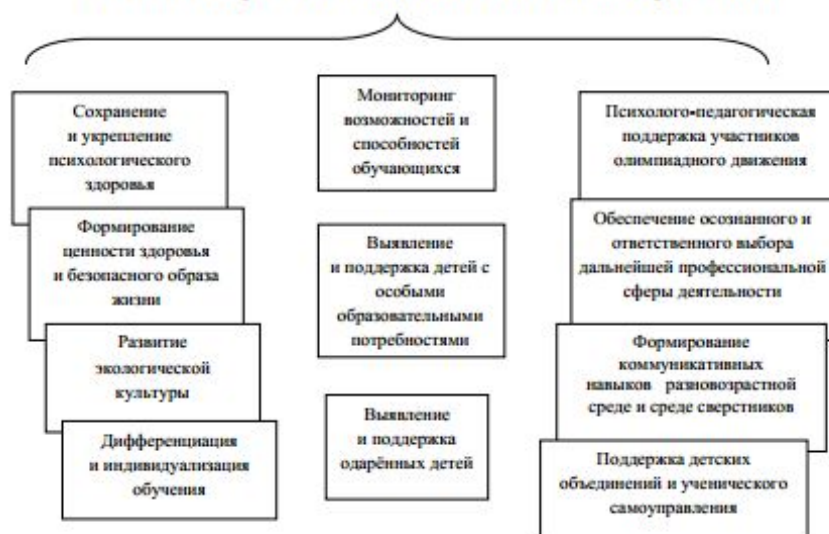 Сохранение
и укрепление
психологического
здоровья
Формирование
ценности здоровья
и безопасного образа
жизни
Развитие
экологической
культуры
Дифференциация
и индивидуализация
обучения
Мониторинг
возможностей и
способностей
обучающихся
Выявление
и поддержка детей с
особыми
образовательными
потребностями
Выявление
и поддержка
одарённых детей
Психолого-педагогическая
поддержка участников
олимпиадного движения
Обеспечение осознанного и
ответственного выбора
дальнейшей профессиональной
сферы деятельности
Формирование
коммуникативных
навыков разновозрастной
среде и среде сверстников
Поддержка детских
объединений и ученического
самоуправления